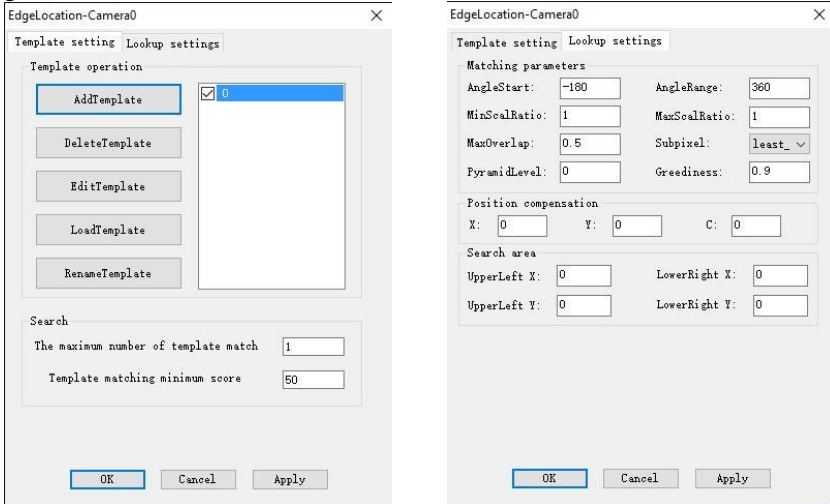 EdgeLocation-Camera0
Template setting Lookup settings
Template operation
AddTemplate
0
DeleteTemplate
EditTemplate
LoadTemplate
RenameTemplate
Search
The maximum number of template match 1
Template matching minimum score 50
OK Cancel Apply
EdgeLocation-Camera0
Template setting Lookup settings
Matching parameters
AngleStart: -180 AngleRange: 360
MinScalRatio: 1 MaxScalRatio: 1
MaxOverlap: 0.5 Subpixel: least_
PyramidLevel: 0 Greediness: 0.9
Position compensation
X: 0 Y: 0 C: 0
Search area
UpperLeft X: 0 LowerRight X: 0
UpperLeft Y: 0 LowerRight Y: 0
OK Cancel Apply